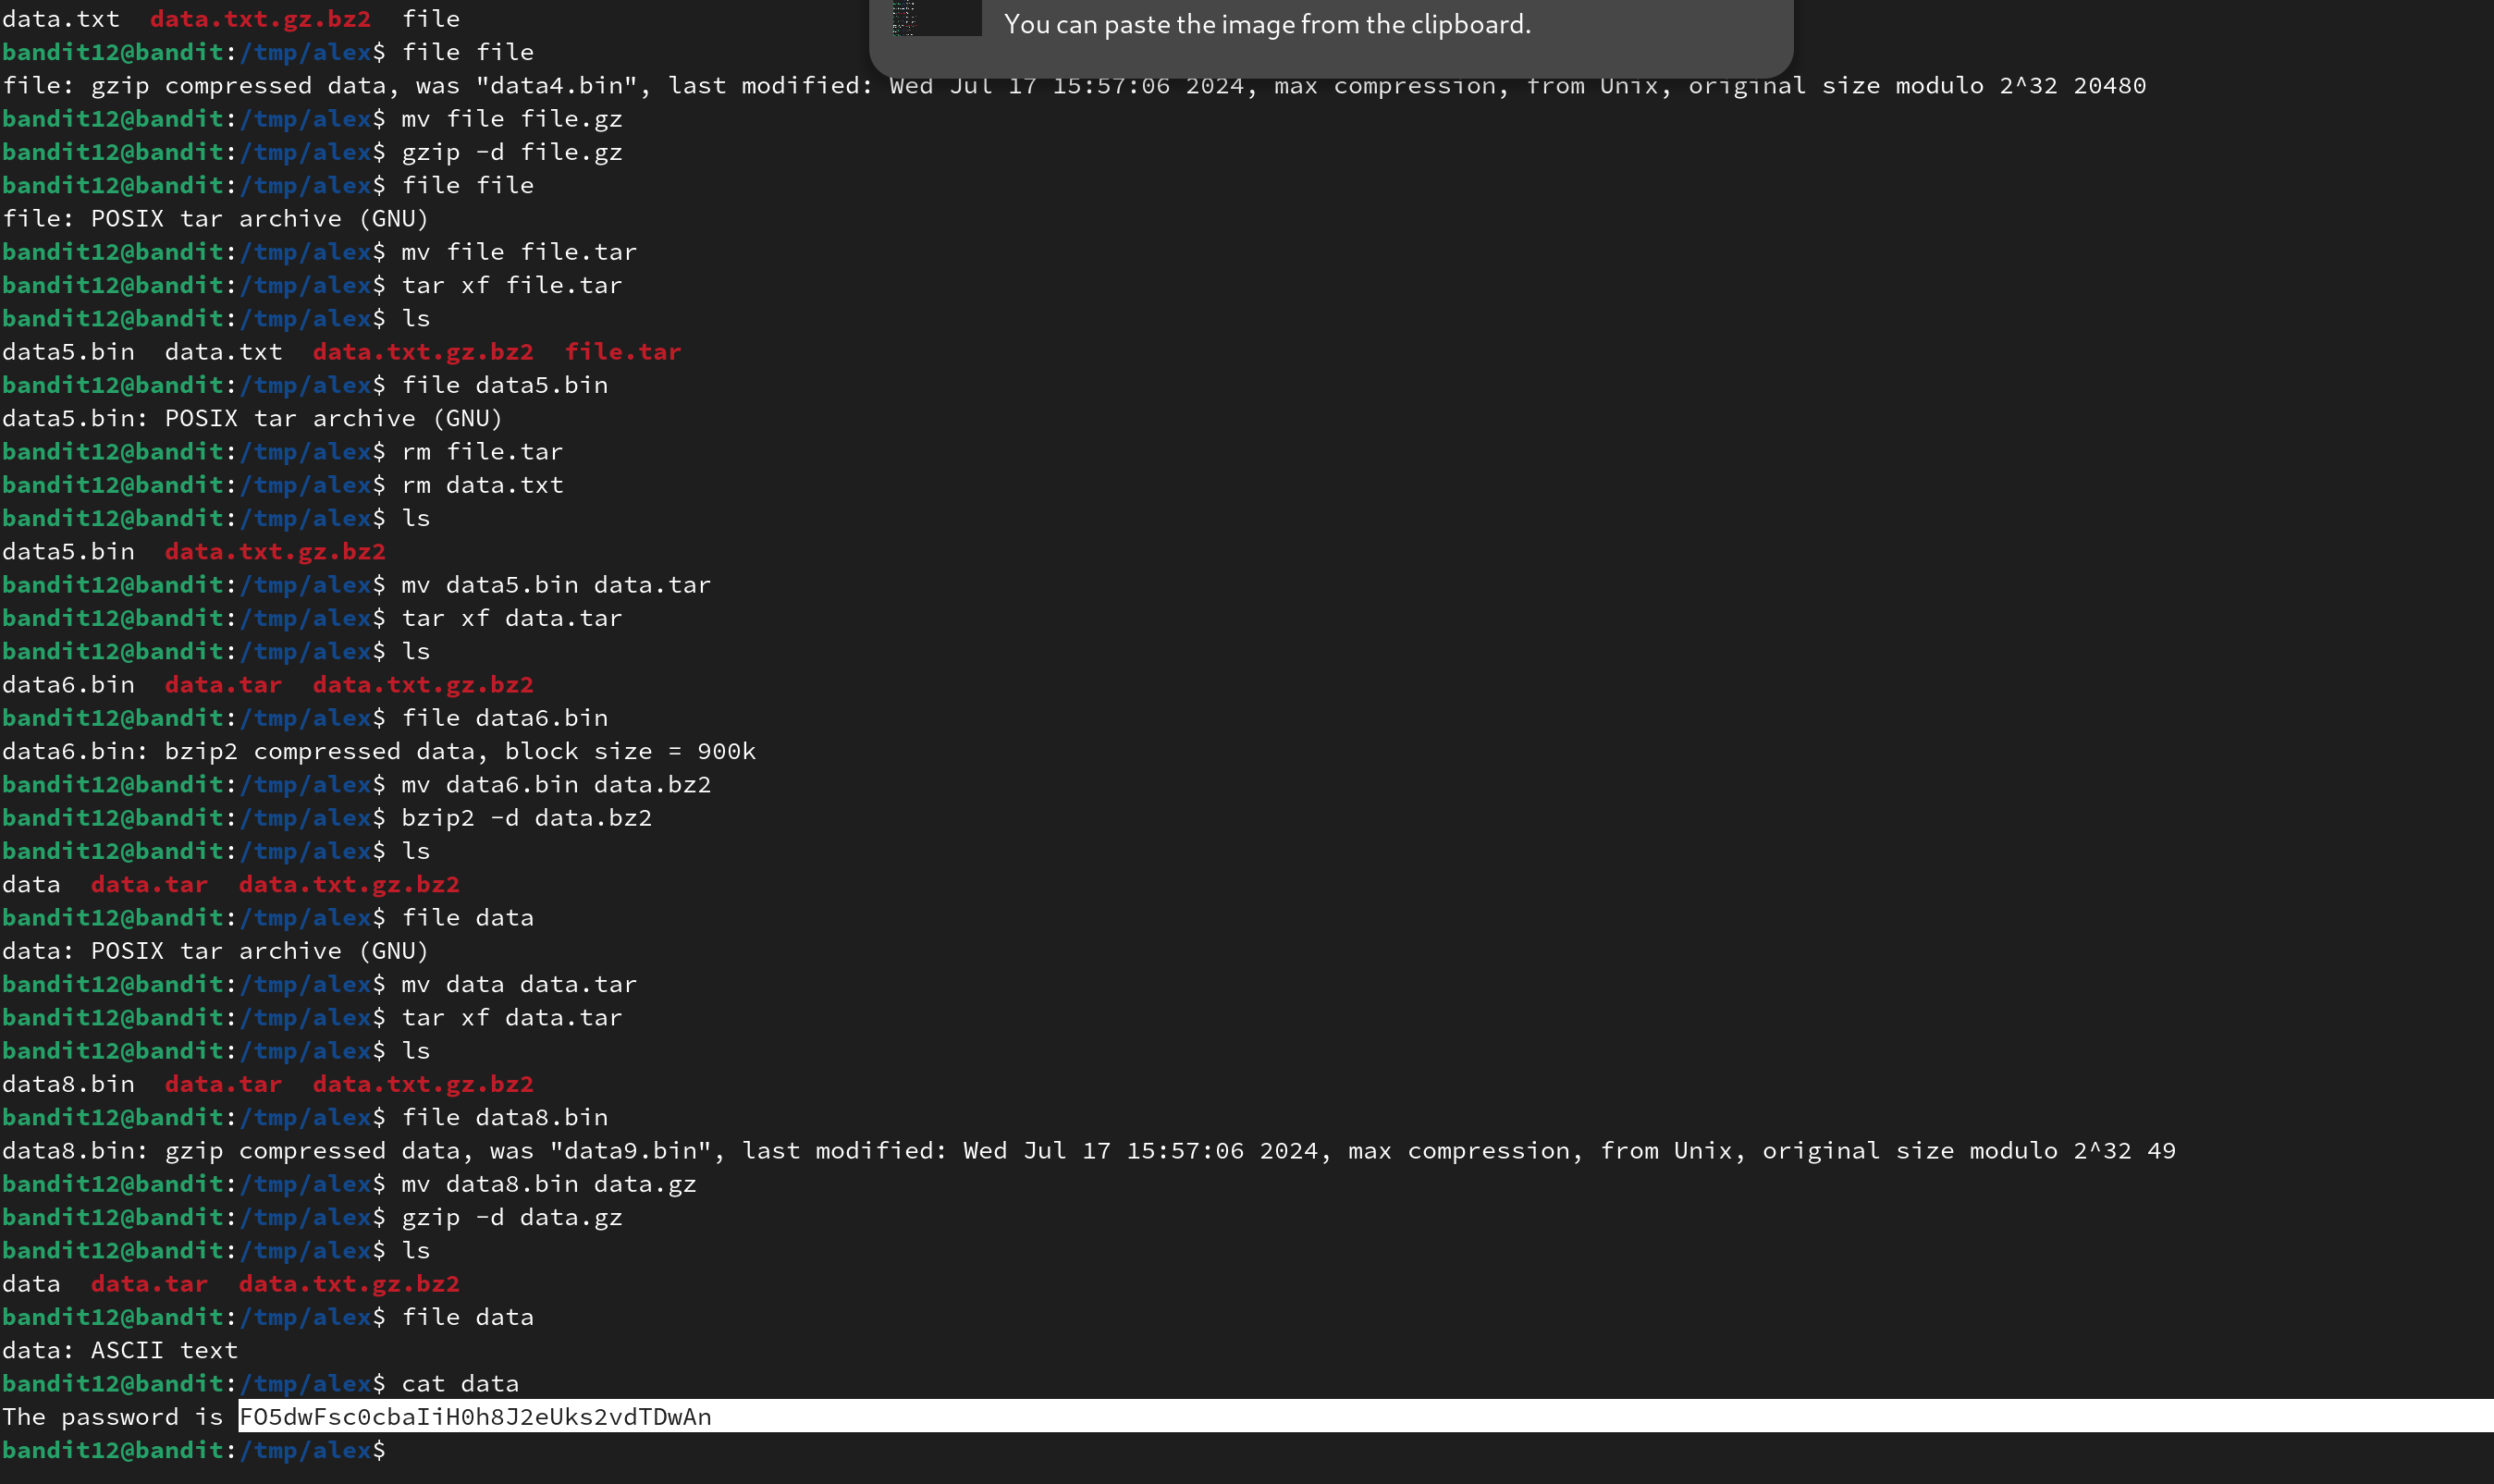 data.txt  data.txt.gz.bz2  file
You can paste the image from the clipboard.
bandit12@bandit:/tmp/alex$ file file
file: gzip compressed data, was "data4.bin", last modified: Wed Jul 17 15:57:06 2024, max compression, from Unix, original size modulo 2^32 20480
bandit12@bandit:/tmp/alex$ mv file file.gz
bandit12@bandit:/tmp/alex$ gzip -d file.gz
bandit12@bandit:/tmp/alex$ file file
file: POSIX tar archive (GNU)
bandit12@bandit:/tmp/alex$ mv file file.tar
bandit12@bandit:/tmp/alex$ tar xf file.tar
bandit12@bandit:/tmp/alex$ ls
data5.bin  data.txt  data.txt.gz.bz2  file.tar
bandit12@bandit:/tmp/alex$ file data5.bin
data5.bin: POSIX tar archive (GNU)
bandit12@bandit:/tmp/alex$ rm file.tar
bandit12@bandit:/tmp/alex$ rm data.txt
bandit12@bandit:/tmp/alex$ ls
data5.bin  data.txt.gz.bz2
bandit12@bandit:/tmp/alex$ mv data5.bin data.tar
bandit12@bandit:/tmp/alex$ tar xf data.tar
bandit12@bandit:/tmp/alex$ ls
data6.bin  data.tar  data.txt.gz.bz2
bandit12@bandit:/tmp/alex$ file data6.bin
data6.bin: bzip2 compressed data, block size = 900k
bandit12@bandit:/tmp/alex$ mv data6.bin data.bz2
bandit12@bandit:/tmp/alex$ bzip2 -d data.bz2
bandit12@bandit:/tmp/alex$ ls
data  data.tar  data.txt.gz.bz2
bandit12@bandit:/tmp/alex$ file data
data: POSIX tar archive (GNU)
bandit12@bandit:/tmp/alex$ mv data data.tar
bandit12@bandit:/tmp/alex$ tar xf data.tar
bandit12@bandit:/tmp/alex$ ls
data8.bin  data.tar  data.txt.gz.bz2
bandit12@bandit:/tmp/alex$ file data8.bin
data8.bin: gzip compressed data, was "data9.bin", last modified: Wed Jul 17 15:57:06 2024, max compression, from Unix, original size modulo 2^32 49
bandit12@bandit:/tmp/alex$ mv data8.bin data.gz
bandit12@bandit:/tmp/alex$ gzip -d data.gz
bandit12@bandit:/tmp/alex$ ls
data  data.tar  data.txt.gz.bz2
bandit12@bandit:/tmp/alex$ file data
data: ASCII text
bandit12@bandit:/tmp/alex$ cat data
The password is FO5dwFsc0cbaIiH0h8J2eUks2vdTDwAn
bandit12@bandit:/tmp/alex$